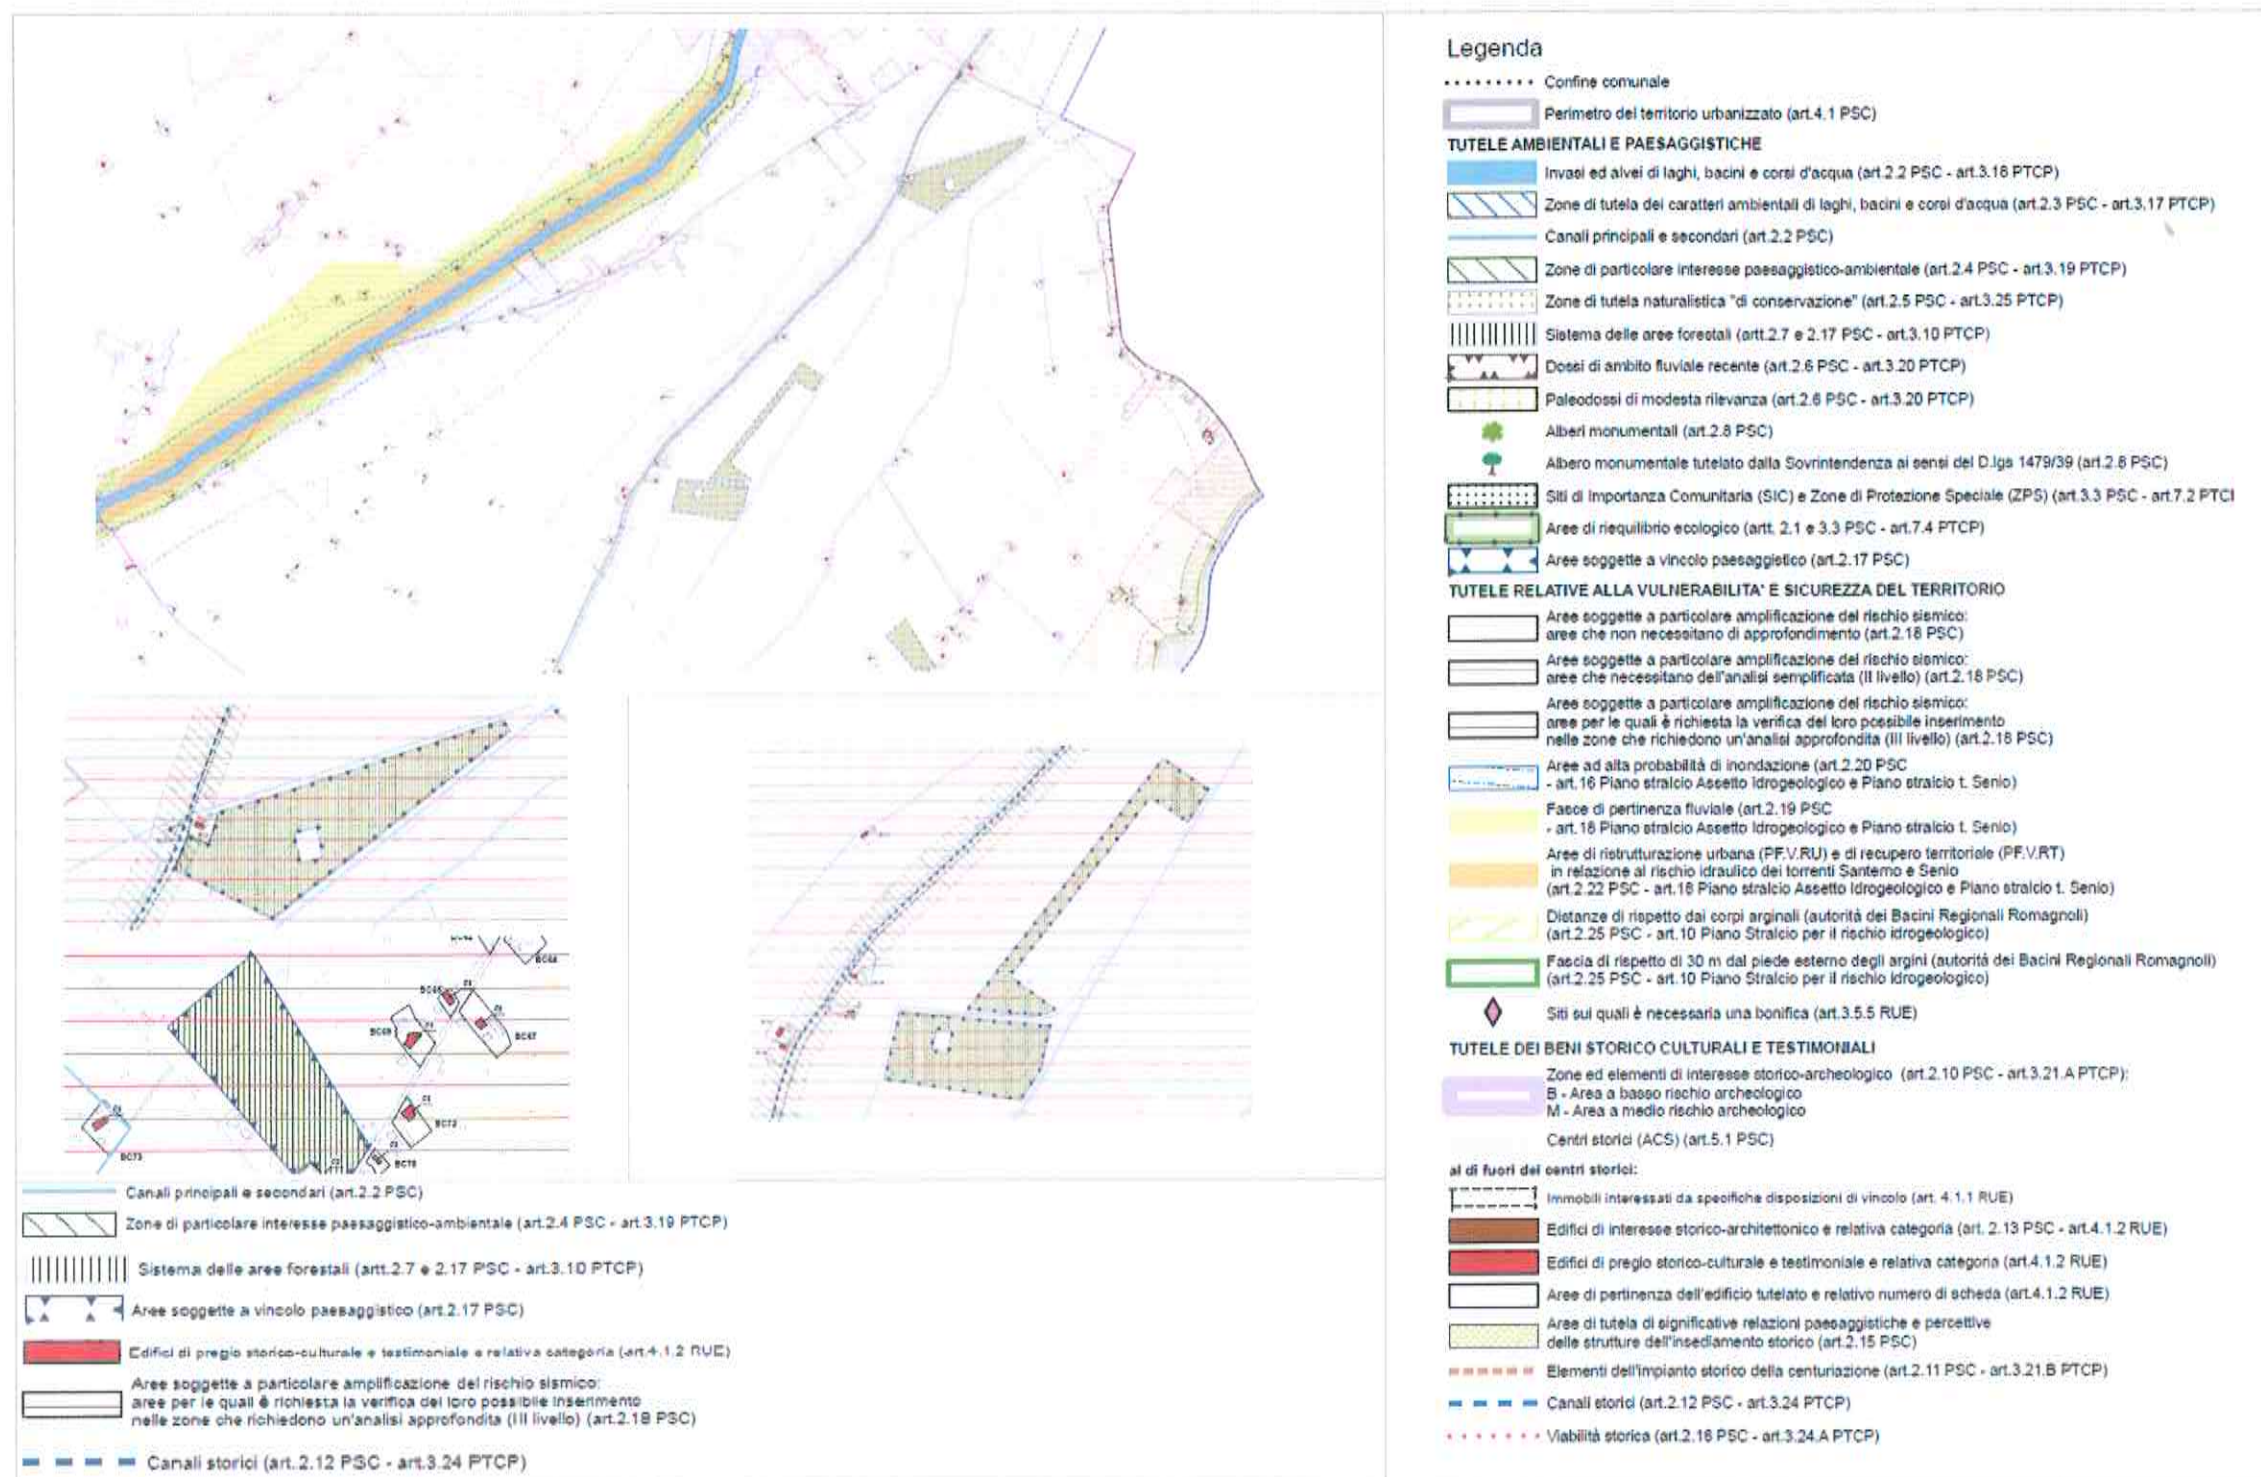 BC68
BC67
BC69
BC72
BC73
BC70
Canali principali e secondari (art.2.2 PSC)
Zone di particolare interesse paesaggistico-ambientale (art.2.4 PSC - art.3.19 PTCP)
Sistema delle aree forestali (artt.2.7 e 2.17 PSC - art.3.10 PTCP)
Aree soggette a vincolo paesaggistico (art.2.17 PSC)
Edifici di pregio storico-culturale e testimoniale e relativa categoria (art.4.1.2 RUE)
Aree soggette a particolare amplificazione del rischio sismico:
aree per le quali è richiesta la verifica del loro possibile inserimento
nelle zone che richiedono un'analisi approfondita (III livello) (art.2.18 PSC)
Canali storici (art.2.12 PSC - art.3.24 PTCP)
Legenda
Confine comunale
Perimetro del territorio urbanizzato (art.4.1 PSC)
TUTELE AMBIENTALI E PAESAGGISTICHE
Invasi ed alvei di laghi, bacini e corsi d'acqua (art.2.2 PSC - art.3.18 PTCP)
Zone di tutela dei caratteri ambientali di laghi, bacini e corsi d'acqua (art.2.3 PSC - art.3.17 PTCP)
Canali principali e secondari (art.2.2 PSC)
Zone di particolare interesse paesaggistico-ambientale (art.2.4 PSC - art.3.19 PTCP)
Zone di tutela naturalistica "di conservazione" (art.2.5 PSC - art.3.25 PTCP)
Sistema delle aree forestali (artt.2.7 e 2.17 PSC - art.3.10 PTCP)
Dossi di ambito fluviale recente (art.2.6 PSC - art.3.20 PTCP)
Paleodossi di modesta rilevanza (art.2.6 PSC - art.3.20 PTCP)
Alberi monumentali (art.2.8 PSC)
Albero monumentale tutelato dalla Sovrintendenza ai sensi del D.lgs 1479/39 (art.2.8 PSC)
Siti di Importanza Comunitaria (SIC) e Zone di Protezione Speciale (ZPS) (art.3.3 PSC - art.7.2 PTCI
Aree di riequilibrio ecologico (artt. 2.1 e 3.3 PSC - art.7.4 PTCP)
Aree soggette a vincolo paesaggistico (art.2.17 PSC)
TUTELE RELATIVE ALLA VULNERABILITA' E SICUREZZA DEL TERRITORIO
Aree soggette a particolare amplificazione del rischio sismico:
aree che non necessitano di approfondimento (art.2.18 PSC)
Aree soggette a particolare amplificazione del rischio sismico:
aree che necessitano dell'analisi semplificata (II livello) (art.2.18 PSC)
Aree soggette a particolare amplificazione del rischio sismico:
aree per le quali è richiesta la verifica del loro possibile inserimento
nelle zone che richiedono un'analisi approfondita (III livello) (art.2.18 PSC)
Aree ad alta probabilità di inondazione (art.2.20 PSC
- art.16 Piano stralcio Assetto Idrogeologico e Piano stralcio t. Senio)
Fasce di pertinenza fluviale (art.2.19 PSC
- art.18 Piano stralcio Assetto Idrogeologico e Piano stralcio t. Senio)
Aree di ristrutturazione urbana (PF.V.RU) e di recupero territoriale (PF.V.RT)
in relazione al rischio idraulico dei torrenti Santerno e Senio
(art.2.22 PSC - art.18 Piano stralcio Assetto Idrogeologico e Piano stralcio t. Senio)
Distanze di rispetto dai corpi arginali (autorità dei Bacini Regionali Romagnoli)
(art.2.25 PSC - art.10 Piano Stralcio per il rischio idrogeologico)
Fascia di rispetto di 30 m dal piede esterno degli argini (autorità dei Bacini Regionali Romagnoli)
(art.2.25 PSC - art.10 Piano Stralcio per il rischio idrogeologico)
Siti sui quali è necessaria una bonifica (art.3.5.5 RUE)
TUTELE DEI BENI STORICO CULTURALI E TESTIMONIALI
Zone ed elementi di interesse storico-archeologico (art.2.10 PSC - art.3.21.A PTCP):
B - Area a basso rischio archeologico
M - Area a medio rischio archeologico
Centri storici (ACS) (art.5.1 PSC)
al di fuori dei centri storici:
Immobili interessati da specifiche disposizioni di vincolo (art. 4.1.1 RUE)
Edifici di interesse storico-architettonico e relativa categoria (art. 2.13 PSC - art.4.1.2 RUE)
Edifici di pregio storico-culturale e testimoniale e relativa categoria (art.4.1.2 RUE)
Aree di pertinenza dell'edificio tutelato e relativo numero di scheda (art.4.1.2 RUE)
Aree di tutela di significative relazioni paesaggistiche e percettive
delle strutture dell'insediamento storico (art.2.15 PSC)
Elementi dell'impianto storico della centuriazione (art.2.11 PSC - art.3.21.B PTCP)
Canali storici (art.2.12 PSC - art.3.24 PTCP)
Viabilità storica (art.2.16 PSC - art.3.24.A PTCP)